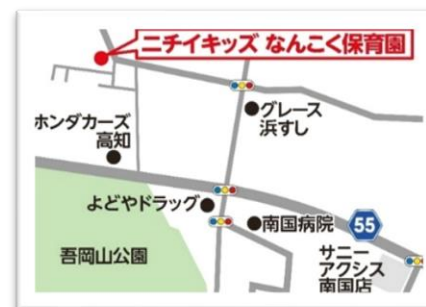 ニチイキッズ なんこく保育園
グレース
浜すし
ホンダカーズ
高知
よどやドラッグ
南国病院
55
吾岡山公園
サニー
アクシス
南国店